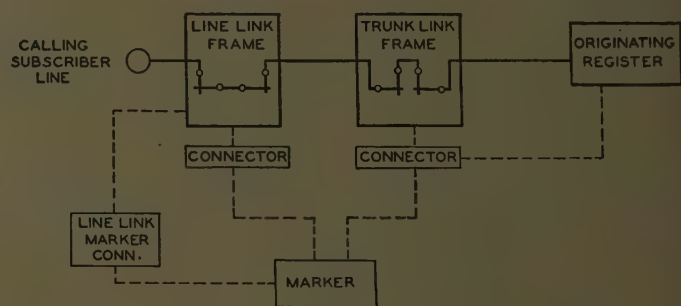 CALLING
SUBSCRIBER
LINE
LINE LINK
FRAME
TRUNK LINK
FRAME
ORIGINATING
REGISTER
CONNECTOR
CONNECTOR
LINE LINK
MARKER
CONN.
MARKER